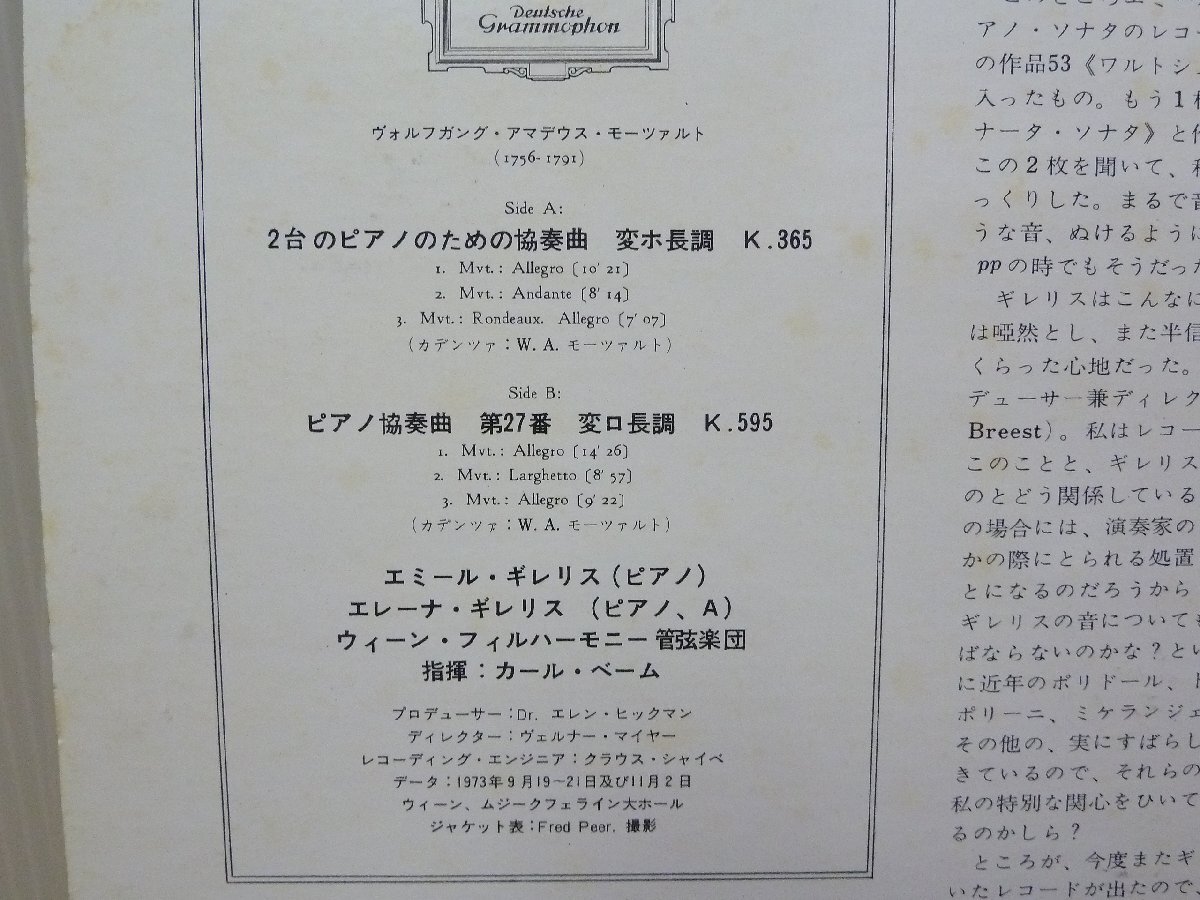 Deutsche
Grammophon
ヴォルフガング・アマデウス・モーツァルト
(1756-1791)
Side A:
2台のピアノのための協奏曲 変ホ長調 K.365
1. Mvt.: Allegro [10′21]
2. Mvt.: Andante [8′14]
3. Mvt.: Rondeaux. Allegro [7′07]
(カデンツァ:W. A. モーツァルト)
Side B:
ピアノ協奏曲 第27番 変ロ長調 K.595
1. Mvt.: Allegro [14′26]
2. Mvt.: Larghetto [8′57]
3. Mvt.: Allegro [9′22]
(カデンツァ:W. A. モーツァルト)
エミール・ギレリス(ピアノ)
エレーナ・ギレリス (ピアノ、A)
ウィーン・フィルハーモニー管弦楽団
指揮:カール・ベーム
プロデューサー:Dr. エレン・ヒックマン
ディレクター:ヴェルナー・マイヤー
レコーディング・エンジニア:クラウス・シャイベ
データ:1973年9月19~21日及び11月2日
ウィーン、ムジークフェライン大ホール
ジャケット表:Fred Peer. 撮影
アノ・ソナタのレコー
の作品53《ワルトシュ
入ったもの。もう1枚
ナータ・ソナタ》と作
この2枚を聞いて、私
っくりした。まるで音
うな音、ぬけるように
ppの時でもそうだった
ギレリスはこんなに
は啞然とし、また半信
くらった心地だった。
デューサー兼ディレク
Breest)。私はレコー
このことと、ギレリス
のとどう関係している
の場合には、演奏家の
かの際にとられる処置
とになるのだろうから
ギレリスの音についても
ばならないのかな?とい
に近年のポリドール、ド
ポリーニ、ミケランジェ
その他の、実にすばらし
きているので、それらの
私の特別な関心をひいて
るのかしら?
ところが、今度またギ
いたレコードが出たので、